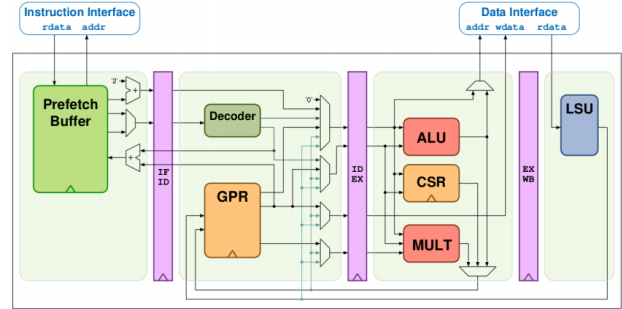 Instruction Interface
rdata addr
Data Interface
addr wdata rdata
Prefetch
Buffer
'2'
+
+
IF
ID
Decoder
GPR
'0'
ID
EX
ALU
CSR
MULT
EX
WB
LSU